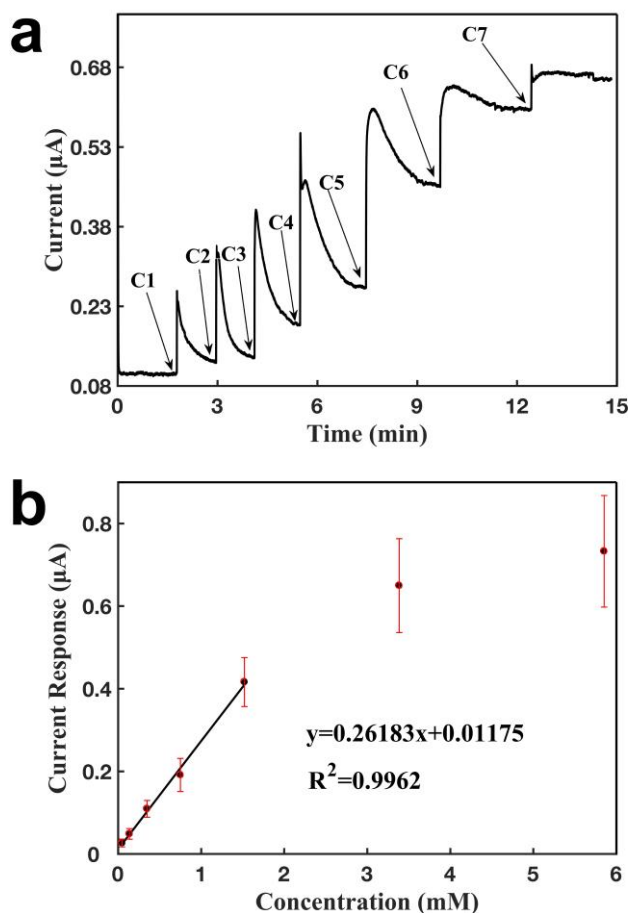 a
Current (μA)
0.68
0.53
0.38
0.23
0.08
C1
C2
C3
C4
C5
C6
C7
0 3 6 9 12 15
Time (min)
b
Current Response (μA)
0.8
0.6
0.4
0.2
0
y=0.26183x+0.01175
R²=0.9962
0 1 2 3 4 5 6
Concentration (mM)